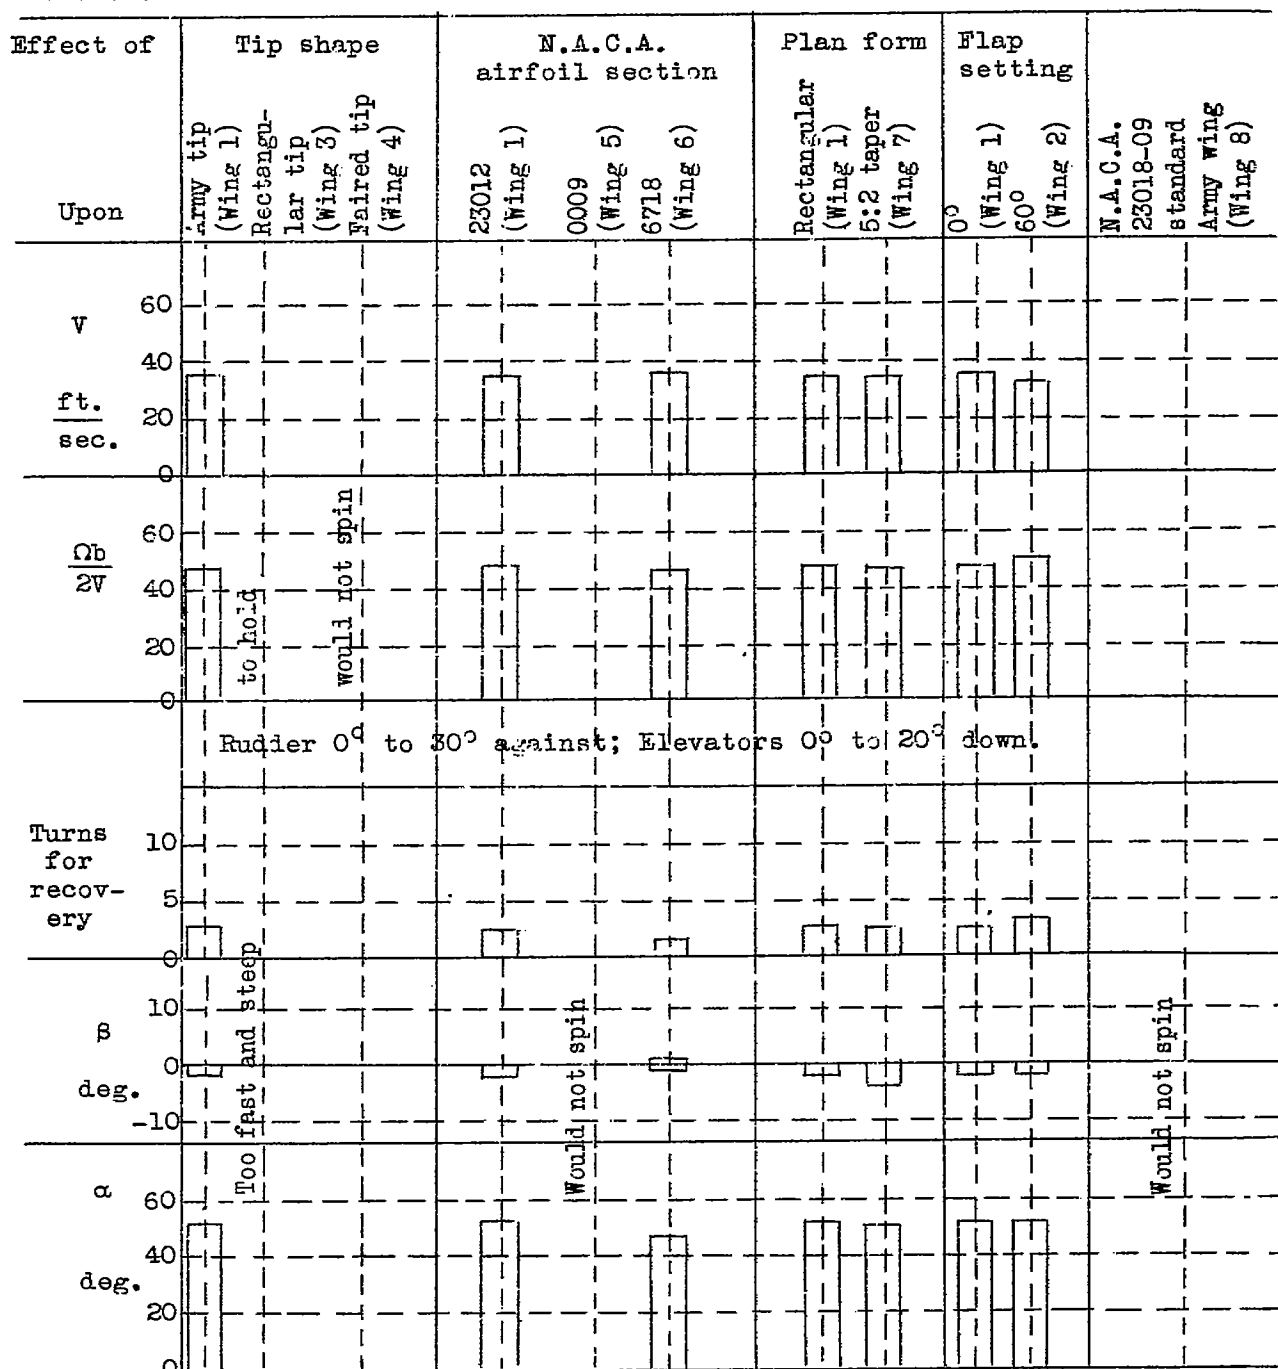 Effect of
Upon
Tip shape
Army tip
(Wing 1)
Rectangu-
lar tip
(Wing 3)
Faired tip
(Wing 4)
N.A.C.A.
airfoil section
23012
(Wing 1)
0009
(Wing 5)
6718
(Wing 6)
Plan form
Rectangular
(Wing 1)
5:2 taper
(Wing 7)
Flap
setting
0°
(Wing 1)
60°
(Wing 2)
N.A.C.A.
23018-09
standard
Army wing
(Wing 8)
V
ft.
sec.
60
40
20
0
Ωb
2V
60
40
20
0
to hold
would not spin
Rudder 0° to 30° against; Elevators 0° to 20° down.
Turns
for
recov-
ery
10
5
0
β
deg.
10
0
-10
Too fast and steep
Would not spin
Would not spin
α
deg.
60
40
20
0